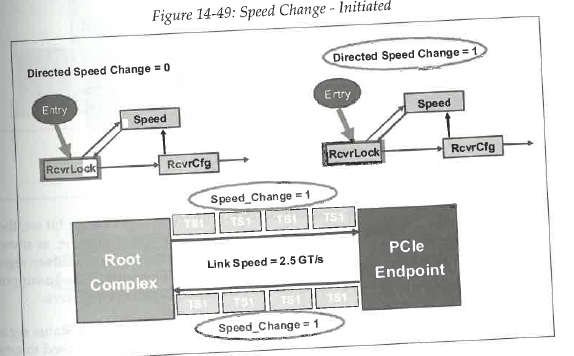 Figure 14-49: Speed Change - Initiated
Directed Speed Change = 0
Directed Speed Change = 1
Entry
Speed
RcvrLock
RcvrCfg
Entry
Speed
RcvrLock
RcvrCfg
Speed_Change = 1
TS1 TS1 TS1 TS1
Root
Complex
Link Speed = 2.5 GT/s
PCIe
Endpoint
TS1 TS1 TS1 TS1
Speed_Change = 1